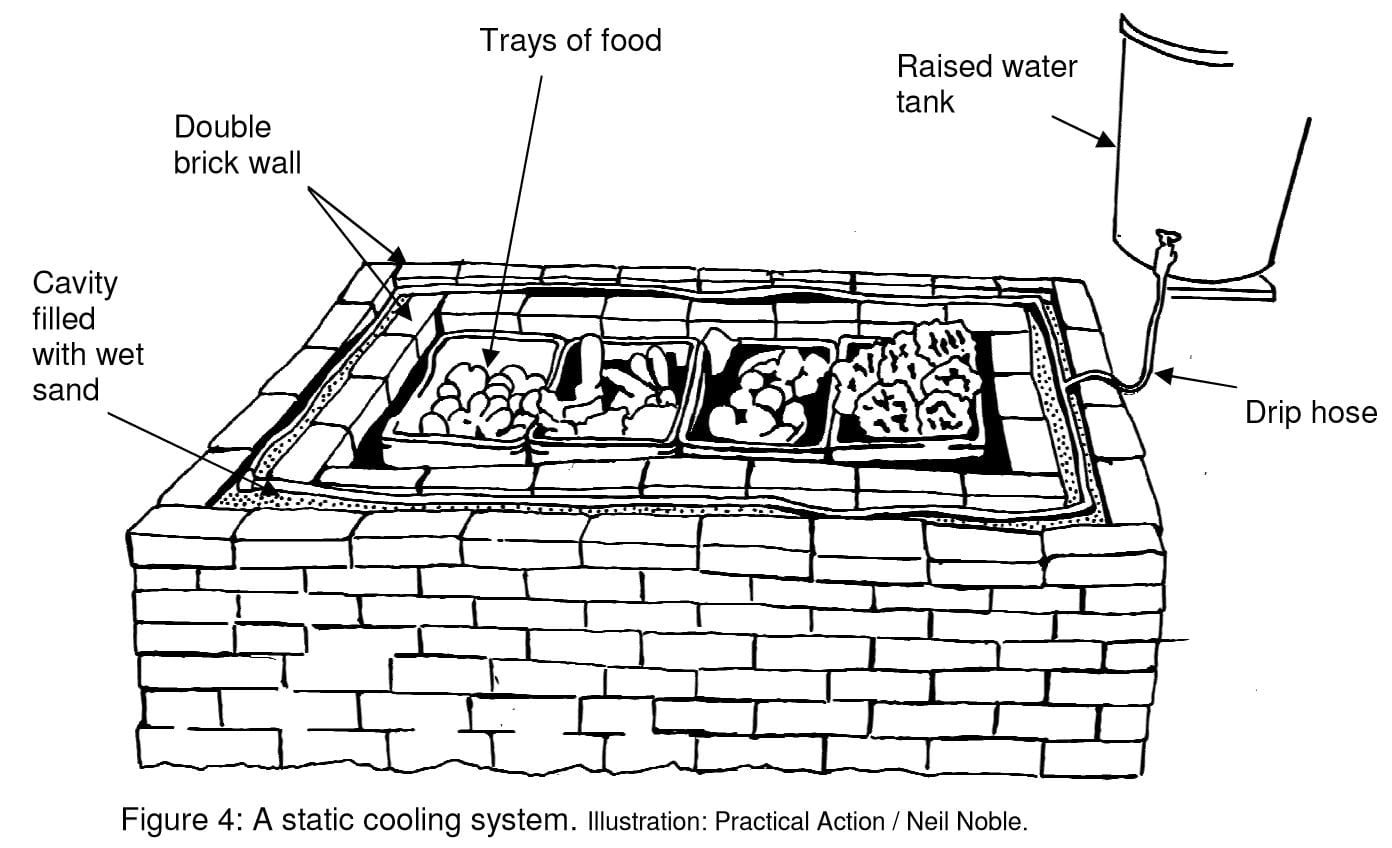 Trays of food
Raised water
tank
Double
brick wall
Cavity
filled
with wet
sand
Drip hose
Figure 4: A static cooling system. Illustration: Practical Action / Neil Noble.